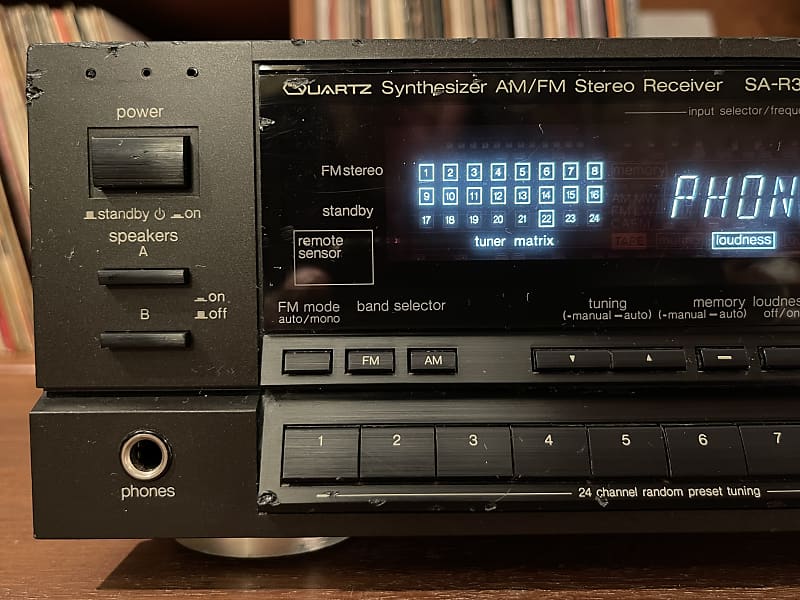 QUARTZ Synthesizer AM/FM Stereo Receiver SA-R3
input selector/freque
power
standby on
speakers
A
on
off
B
phones
FM stereo
standby
remote
sensor
1 2 3 4 5 6 7 8
9 10 11 12 13 14 15 16
17 18 19 20 21 22 23 24
tuner matrix
memory
PHON
loudness
FM mode
auto/mono
band selector
tuning
(-manual –auto)
memory
(-manual –auto)
loudness
off/on
FM AM
1 2 3 4 5 6 7
24 channel random preset tuning